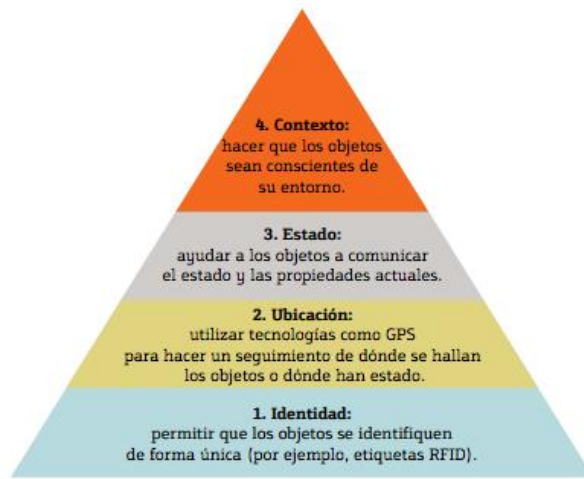 4. Contexto:
hacer que los objetos
sean conscientes de
su entorno.
3. Estado:
ayudar a los objetos a comunicar
el estado y las propiedades actuales.
2. Ubicación:
utilizar tecnologías como GPS
para hacer un seguimiento de dónde se hallan
los objetos o dónde han estado.
1. Identidad:
permitir que los objetos se identifiquen
de forma única (por ejemplo, etiquetas RFID).